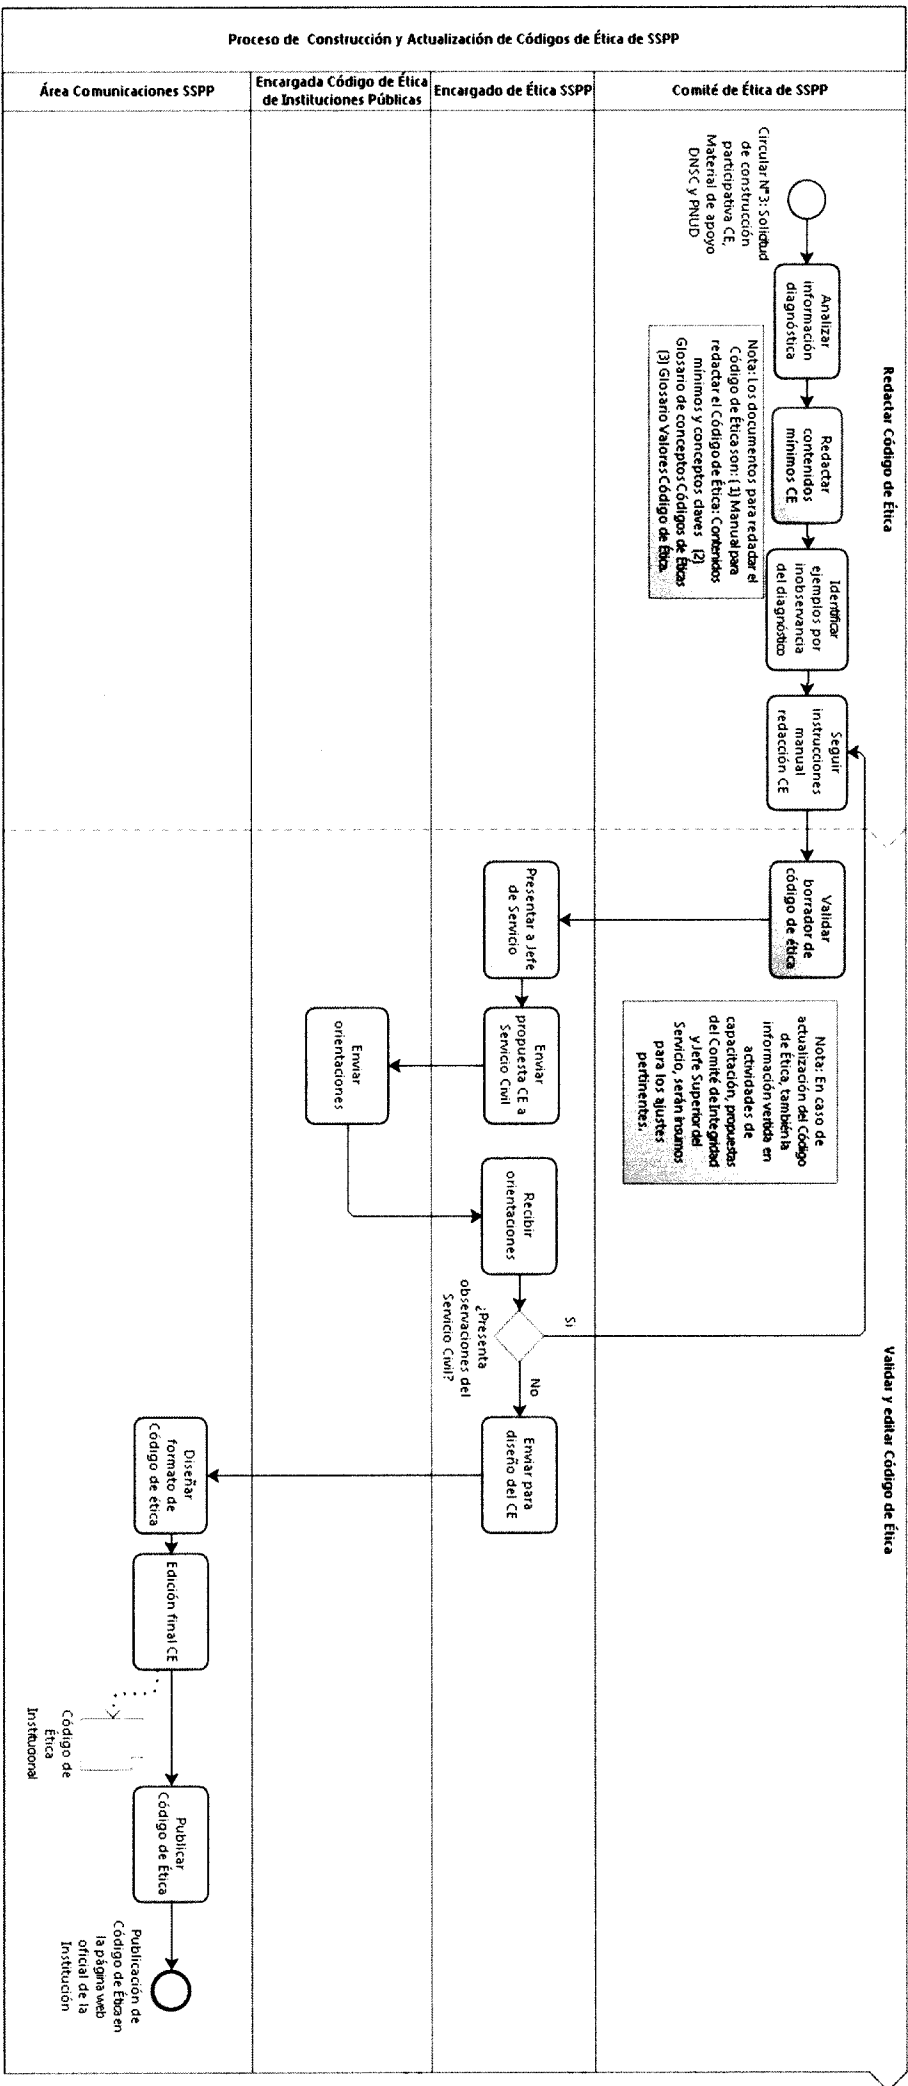 Proceso de Construcción y Actualización de Códigos de Ética de SSPP
Área Comunicaciones SSPP
Encargada Código de Ética
de Instituciones Públicas
Encargado de Ética SSPP
Comité de Ética de SSPP
Redactar Código de Ética
Circular N°3: Solicitud
de construcción
participativa CE,
Material de apoyo
DNSC y PNUD
Analizar
información
diagnóstica
Redactar
contenidos
mínimos CE
Identificar
ejemplos por
inobservancia
del diagnóstico
Seguir
instrucciones
manual
redacción CE
Nota: Los documentos para redactar el
Código de Ética son: (1) Manual para
redactar el Código de Ética: Contenidos
mínimos y conceptos claves (2)
Glosario de conceptos Códigos de Éticas
(3) Glosario Valores Código de Ética.
Validar y editar Código de Ética
Validar
borrador de
código de ética
Nota: En caso de
actualización del Código
de Ética, también la
información vertida en
actividades de
capacitación, propuestas
del Comité de Integridad
y Jefe Superior del
Servicio, serán insumos
para los ajustes
pertinentes.
Presentar a Jefe
de Servicio
Enviar
propuesta CE a
Servicio Civil
Enviar
orientaciones
Recibir
orientaciones
¿Presenta
observaciones del
Servicio Civil?
Si
No
Enviar para
diseño del CE
Diseñar
formato de
Código de ética
Edición final CE
Código de
Ética
Institucional
Publicar
Código de Ética
Publicación de
Código de Ética en
la página web
oficial de la
Institución